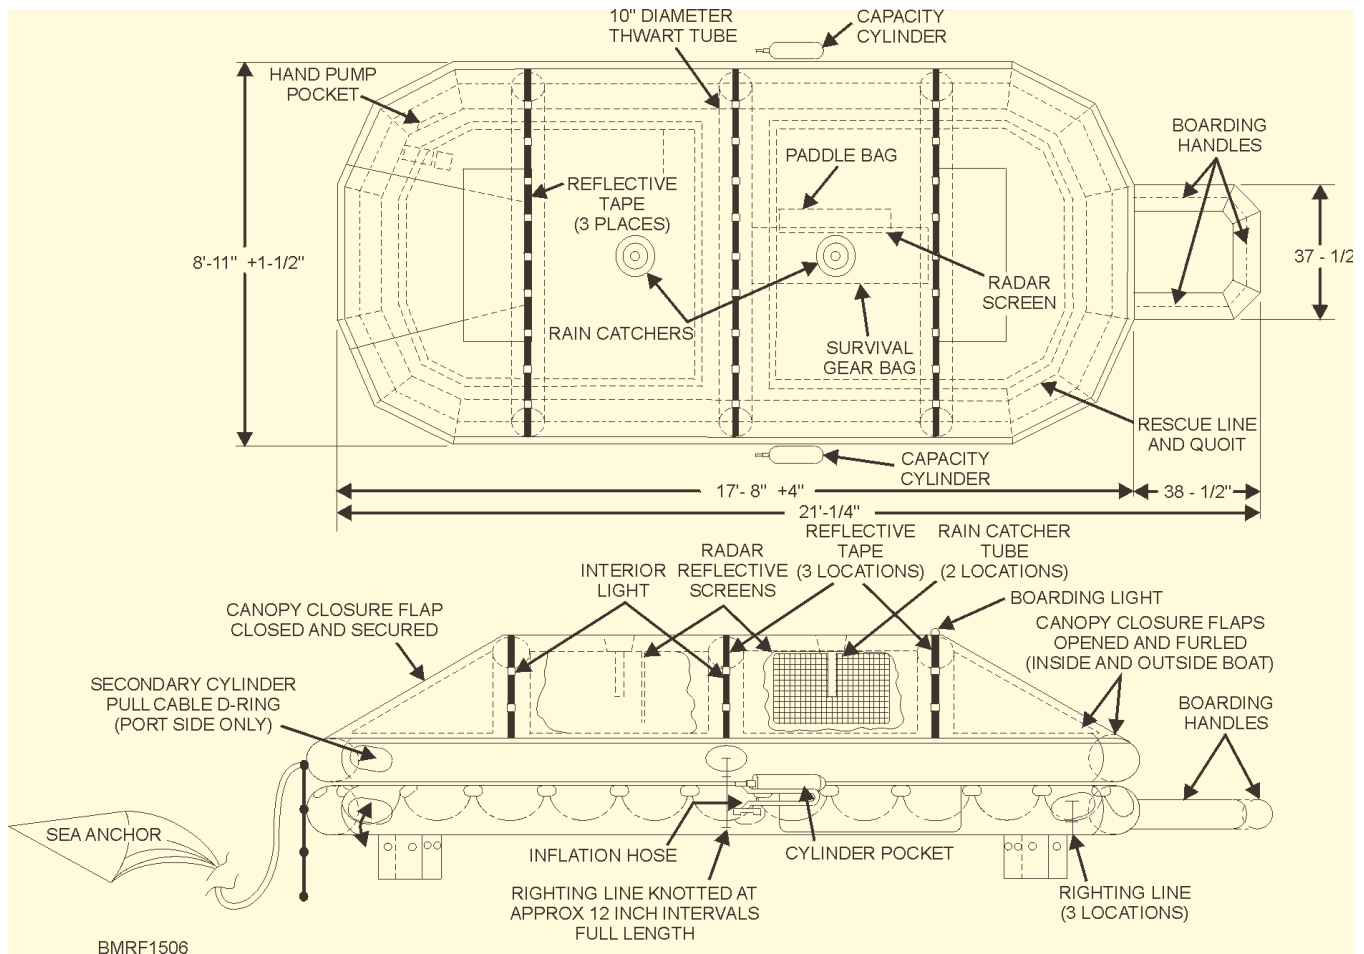 10" DIAMETER
THWART TUBE
CAPACITY
CYLINDER
HAND PUMP
POCKET
BOARDING
HANDLES
PADDLE BAG
REFLECTIVE
TAPE
(3 PLACES)
8'-11" +1-1/2"
37 - 1/2
RADAR
SCREEN
RAIN CATCHERS
SURVIVAL
GEAR BAG
RESCUE LINE
AND QUOIT
CAPACITY
CYLINDER
17'- 8" +4"
38 - 1/2"
21'-1/4"
REFLECTIVE
TAPE
(3 LOCATIONS)
RAIN CATCHER
TUBE
(2 LOCATIONS)
RADAR
REFLECTIVE
SCREENS
INTERIOR
LIGHT
BOARDING LIGHT
CANOPY CLOSURE FLAP
CLOSED AND SECURED
CANOPY CLOSURE FLAPS
OPENED AND FURLED
(INSIDE AND OUTSIDE BOAT)
SECONDARY CYLINDER
PULL CABLE D-RING
(PORT SIDE ONLY)
BOARDING
HANDLES
SEA ANCHOR
INFLATION HOSE
CYLINDER POCKET
RIGHTING LINE KNOTTED AT
APPROX 12 INCH INTERVALS
FULL LENGTH
RIGHTING LINE
(3 LOCATIONS)
BMRF1506